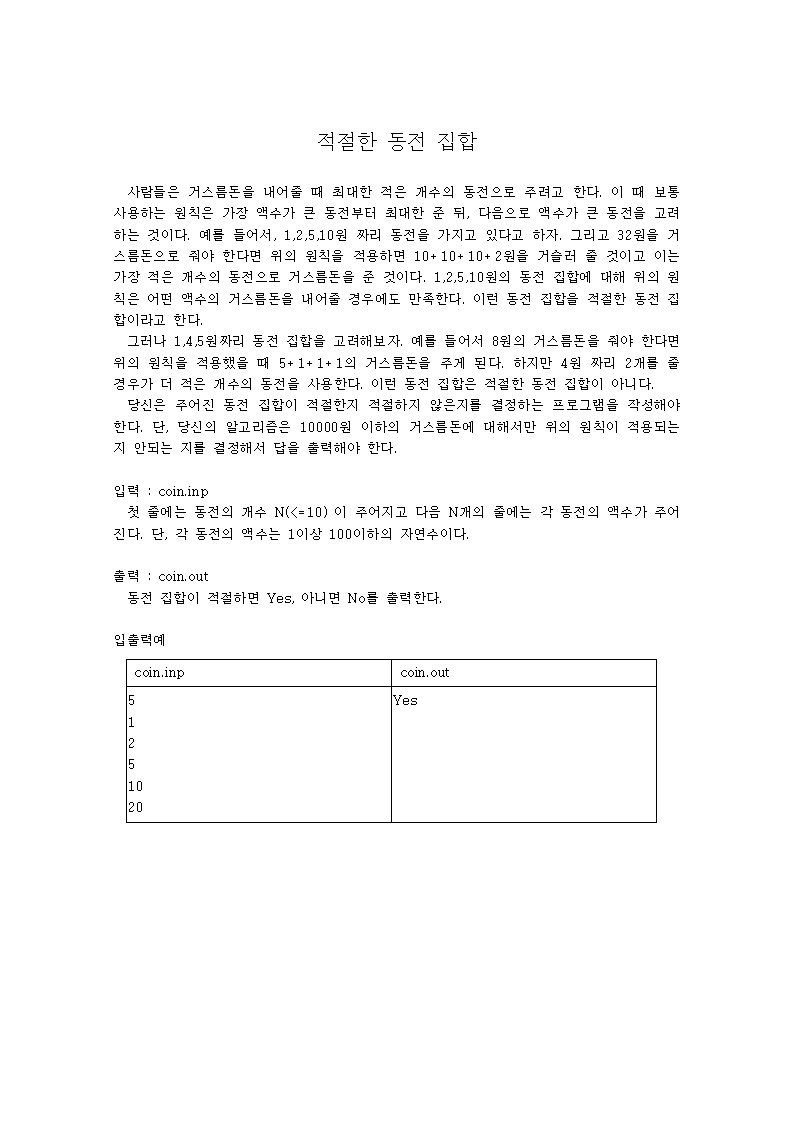 적절한 동전 집합
사람들은 거스름돈을 내어줄 때 최대한 적은 개수의 동전으로 주려고 한다. 이 때 보통
사용하는 원칙은 가장 액수가 큰 동전부터 최대한 준 뒤, 다음으로 액수가 큰 동전을 고려
하는 것이다. 예를 들어서, 1,2,5,10원 짜리 동전을 가지고 있다고 하자. 그리고 32원을 거
스름돈으로 줘야 한다면 위의 원칙을 적용하면 10+10+10+2원을 거슬러 줄 것이고 이는
가장 적은 개수의 동전으로 거스름돈을 준 것이다. 1,2,5,10원의 동전 집합에 대해 위의 원
칙은 어떤 액수의 거스름돈을 내어줄 경우에도 만족한다. 이런 동전 집합을 적절한 동전 집
합이라고 한다.
그러나 1,4,5원짜리 동전 집합을 고려해보자. 예를 들어서 8원의 거스름돈을 줘야 한다면
위의 원칙을 적용했을 때 5+1+1+1의 거스름돈을 주게 된다. 하지만 4원 짜리 2개를 줄
경우가 더 적은 개수의 동전을 사용한다. 이런 동전 집합은 적절한 동전 집합이 아니다.
당신은 주어진 동전 집합이 적절한지 적절하지 않은지를 결정하는 프로그램을 작성해야
한다. 단, 당신의 알고리즘은 10000원 이하의 거스름돈에 대해서만 위의 원칙이 적용되는
지 안되는 지를 결정해서 답을 출력해야 한다.
입력 : coin.inp
첫 줄에는 동전의 개수 N(<=10) 이 주어지고 다음 N개의 줄에는 각 동전의 액수가 주어
진다. 단, 각 동전의 액수는 1이상 100이하의 자연수이다.
출력 : coin.out
동전 집합이 적절하면 Yes, 아니면 No를 출력한다.
입출력예
coin.inp coin.out
5 Yes
1
2
5
10
20